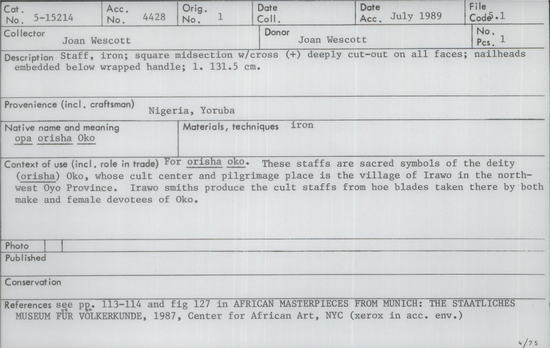 Cat. No. 5-15214 Acc. No. 4428 Orig. No. 1 Date Coll. Date Acc. July 1989 File Code 5.1
Collector Joan Wescott Donor Joan Wescott No. Pcs. 1
Description Staff, iron; square midsection w/cross (+) deeply cut-out on all faces; nailheads
embedded below wrapped handle; l. 131.5 cm.
Provenience (incl. craftsman) Nigeria, Yoruba
Native name and meaning opa orisha Oko Materials, techniques iron
Context of use (incl. role in trade) For orisha oko. These staffs are sacred symbols of the deity
(orisha) Oko, whose cult center and pilgrimage place is the village of Irawo in the north-
west Oyo Province. Irawo smiths produce the cult staffs from hoe blades taken there by both
make and female devotees of Oko.
Photo
Published
Conservation
References see pp. 113-114 and fig 127 in AFRICAN MASTERPIECES FROM MUNICH: THE STAATLICHES
MUSEUM FÜR VÖLKERKUNDE, 1987, Center for African Art, NYC (xerox in acc. env.)
4/75